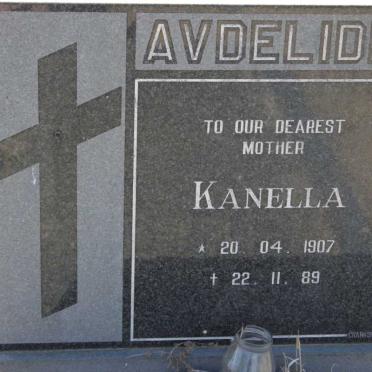 AVDELID
TO OUR DEAREST
MOTHER
KANELLA
* 20 04. 1907
† 22. 11. 89